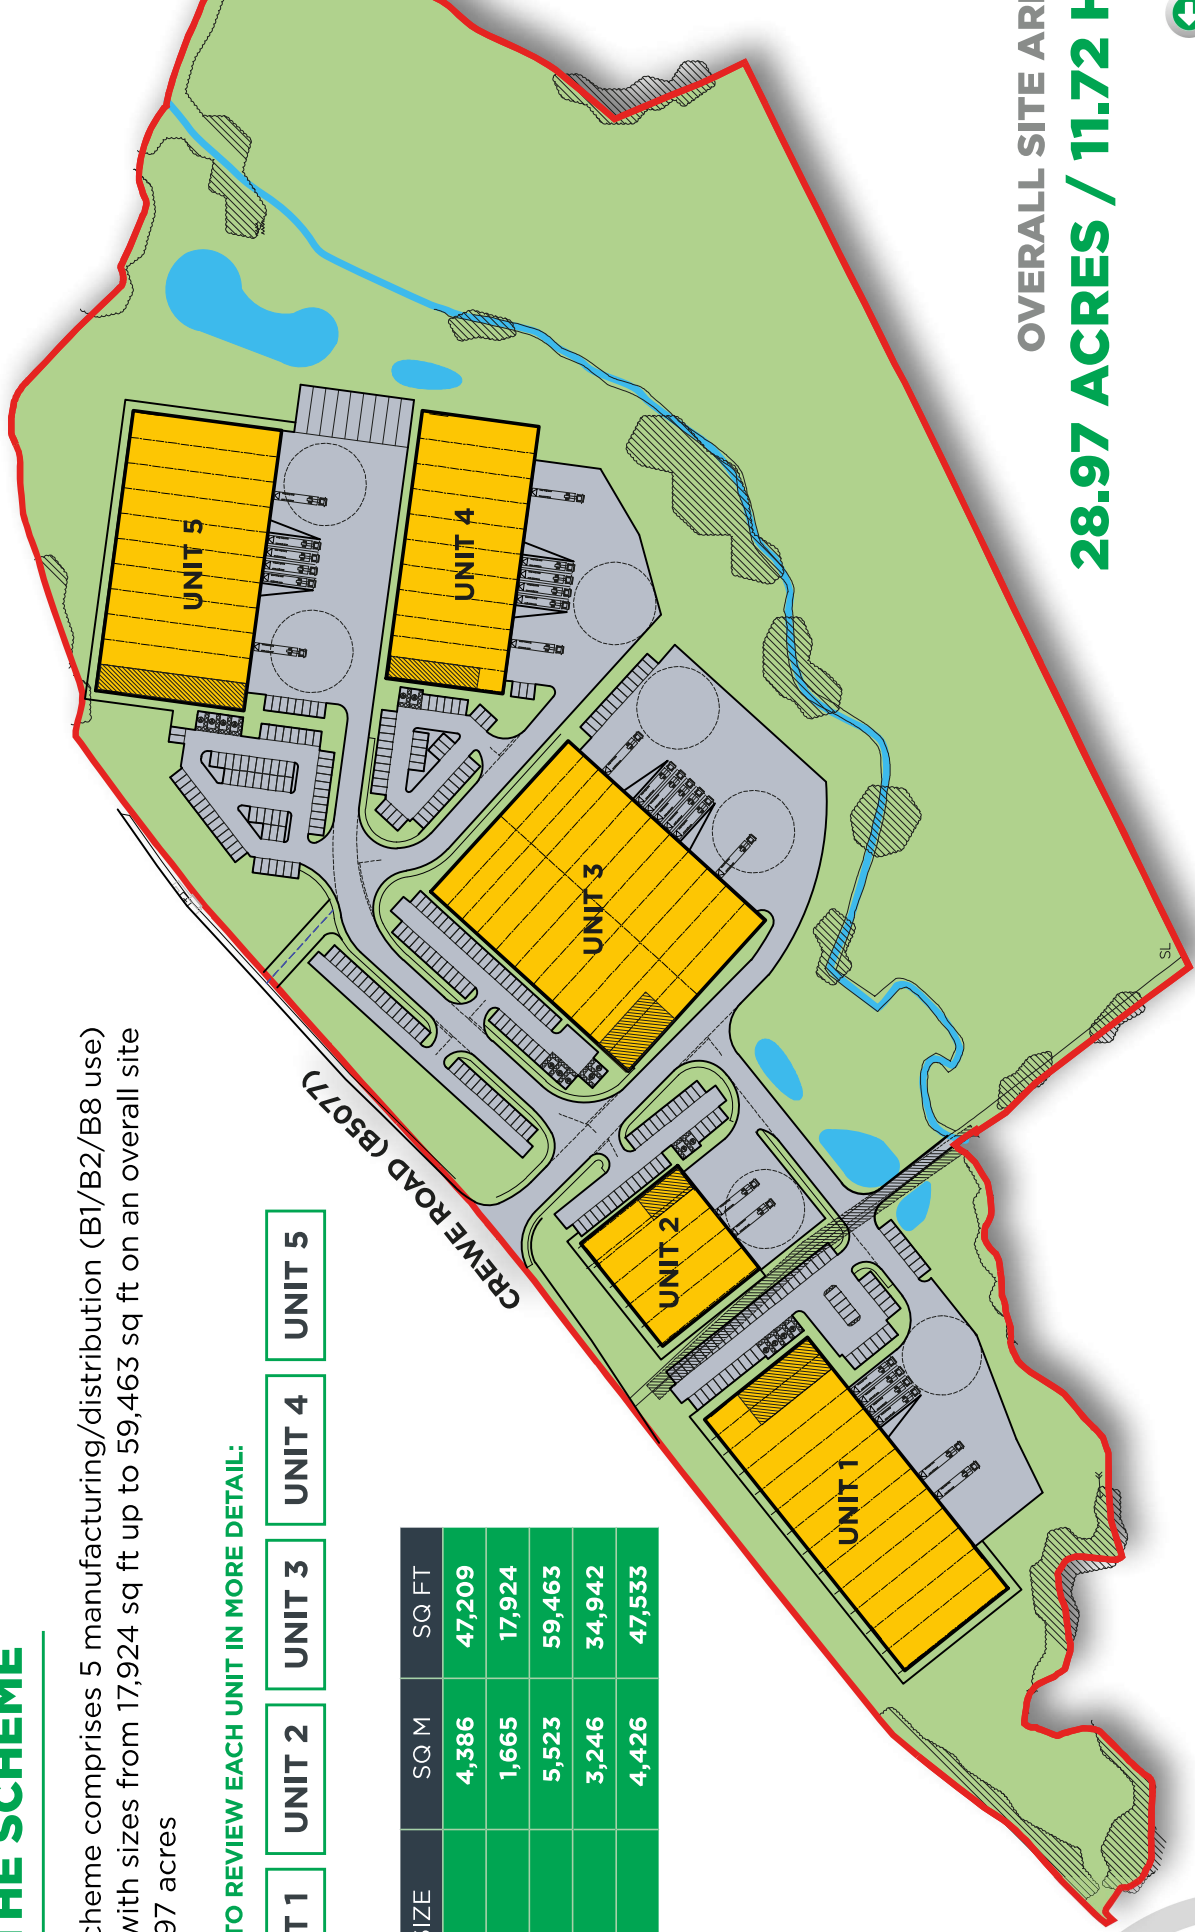 HE SCHEME
cheme comprises 5 manufacturing/distribution (B1/B2/B8 use)
with sizes from 17,924 sq ft up to 59,463 sq ft on an overall site
97 acres
TO REVIEW EACH UNIT IN MORE DETAIL:
T 1 UNIT 2 UNIT 3 UNIT 4 UNIT 5
IZE SQ M SQ FT
4,386 47,209
1,665 17,924
5,523 59,463
3,246 34,942
4,426 47,533
CREWE ROAD (B5077)
UNIT 5
UNIT 4
UNIT 3
UNIT 2
UNIT 1
SL
OVERALL SITE ARE
28.97 ACRES / 11.72 H